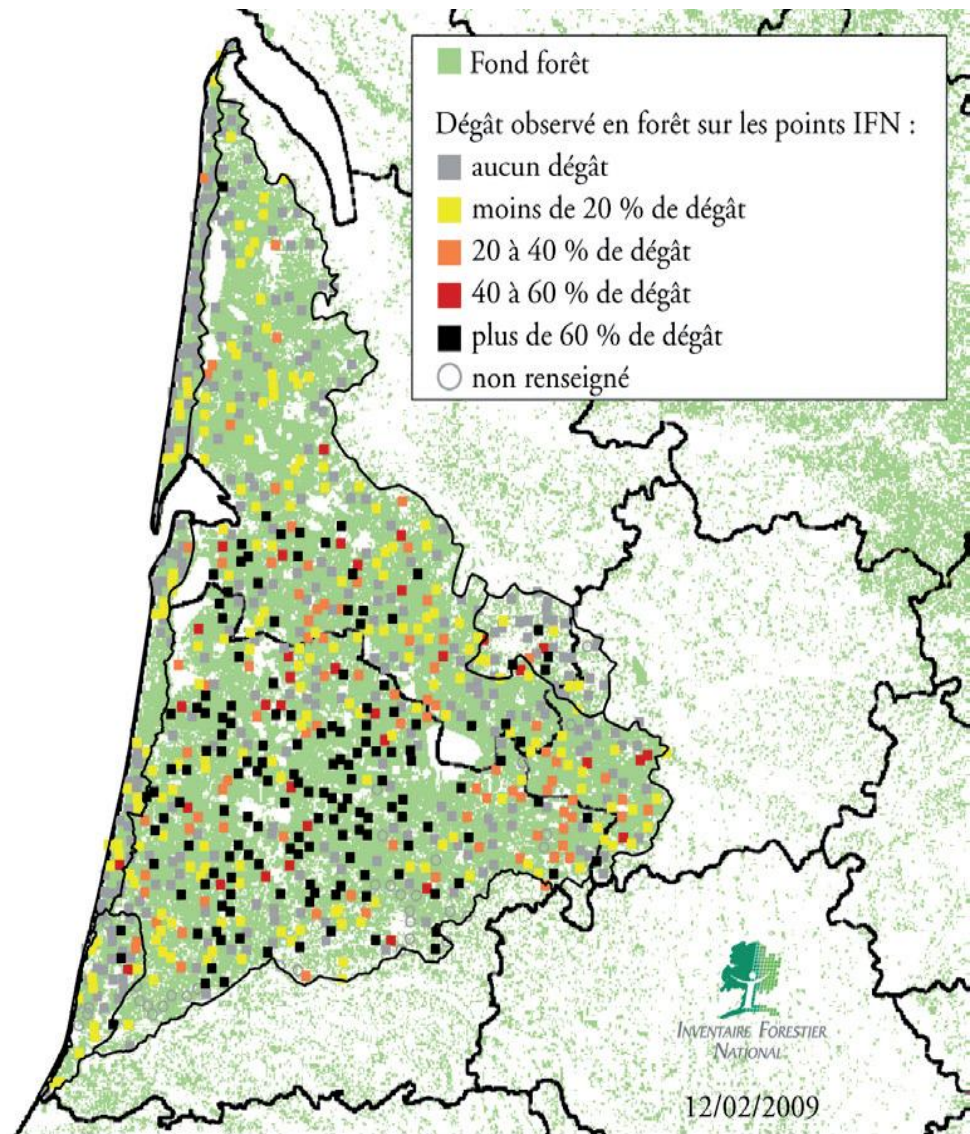 Fond forêt
Dégât observé en forêt sur les points IFN :
aucun dégât
moins de 20 % de dégât
20 à 40 % de dégât
40 à 60 % de dégât
plus de 60 % de dégât
non renseigné
INVENTAIRE FORESTIER
NATIONAL
12/02/2009